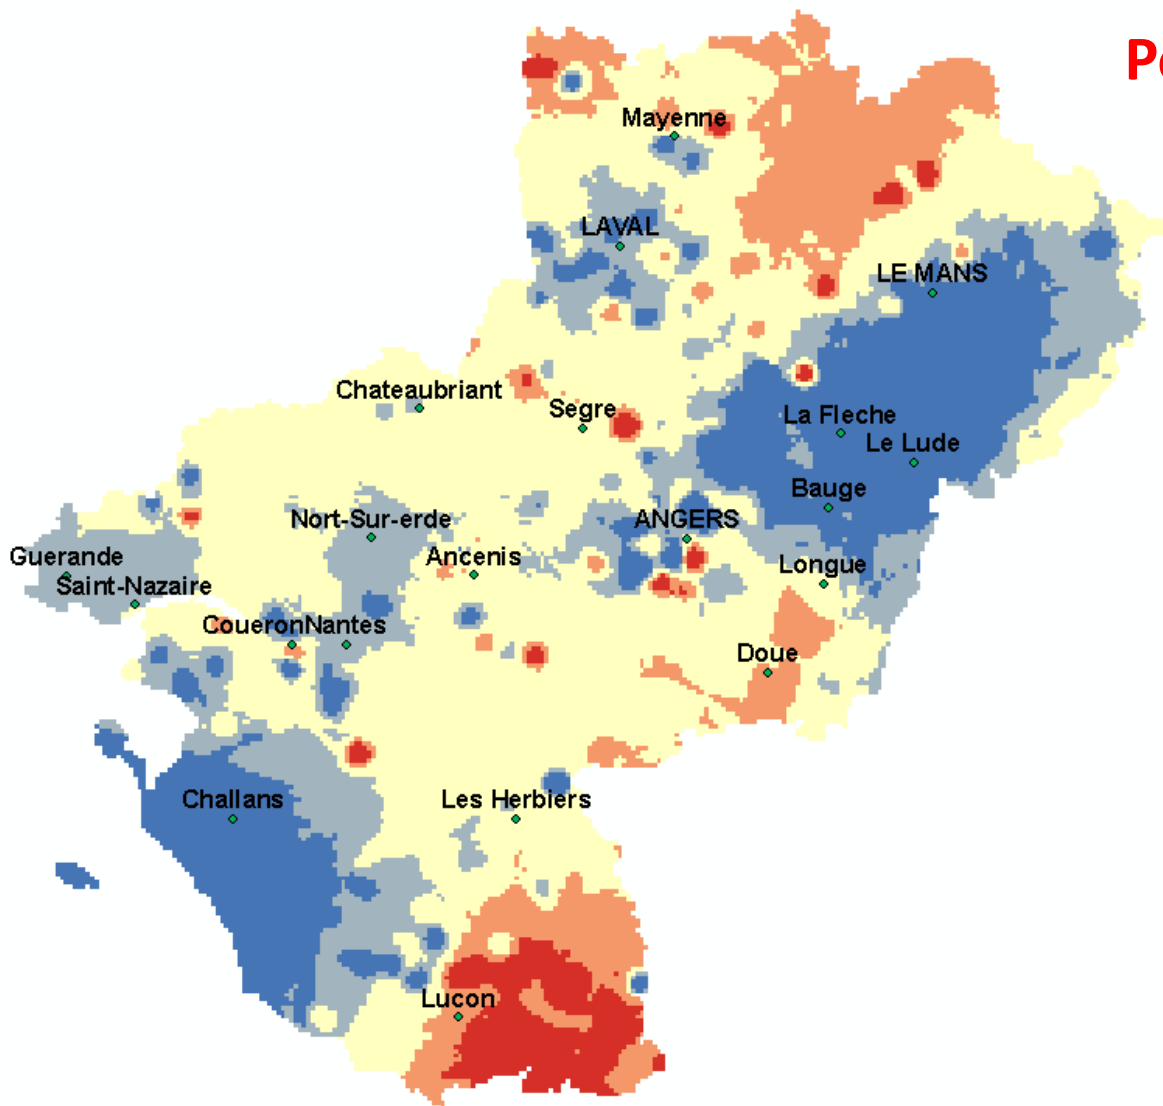 Mayenne
LAVAL
LE MANS
Chateaubriant
Segre
La Fleche
Le Lude
Bauge
Nort-Sur-erde
ANGERS
Guerande
Ancenis
Longue
Saint-Nazaire
CoueronNantes
Doue
Challans
Les Herbiers
Lucon